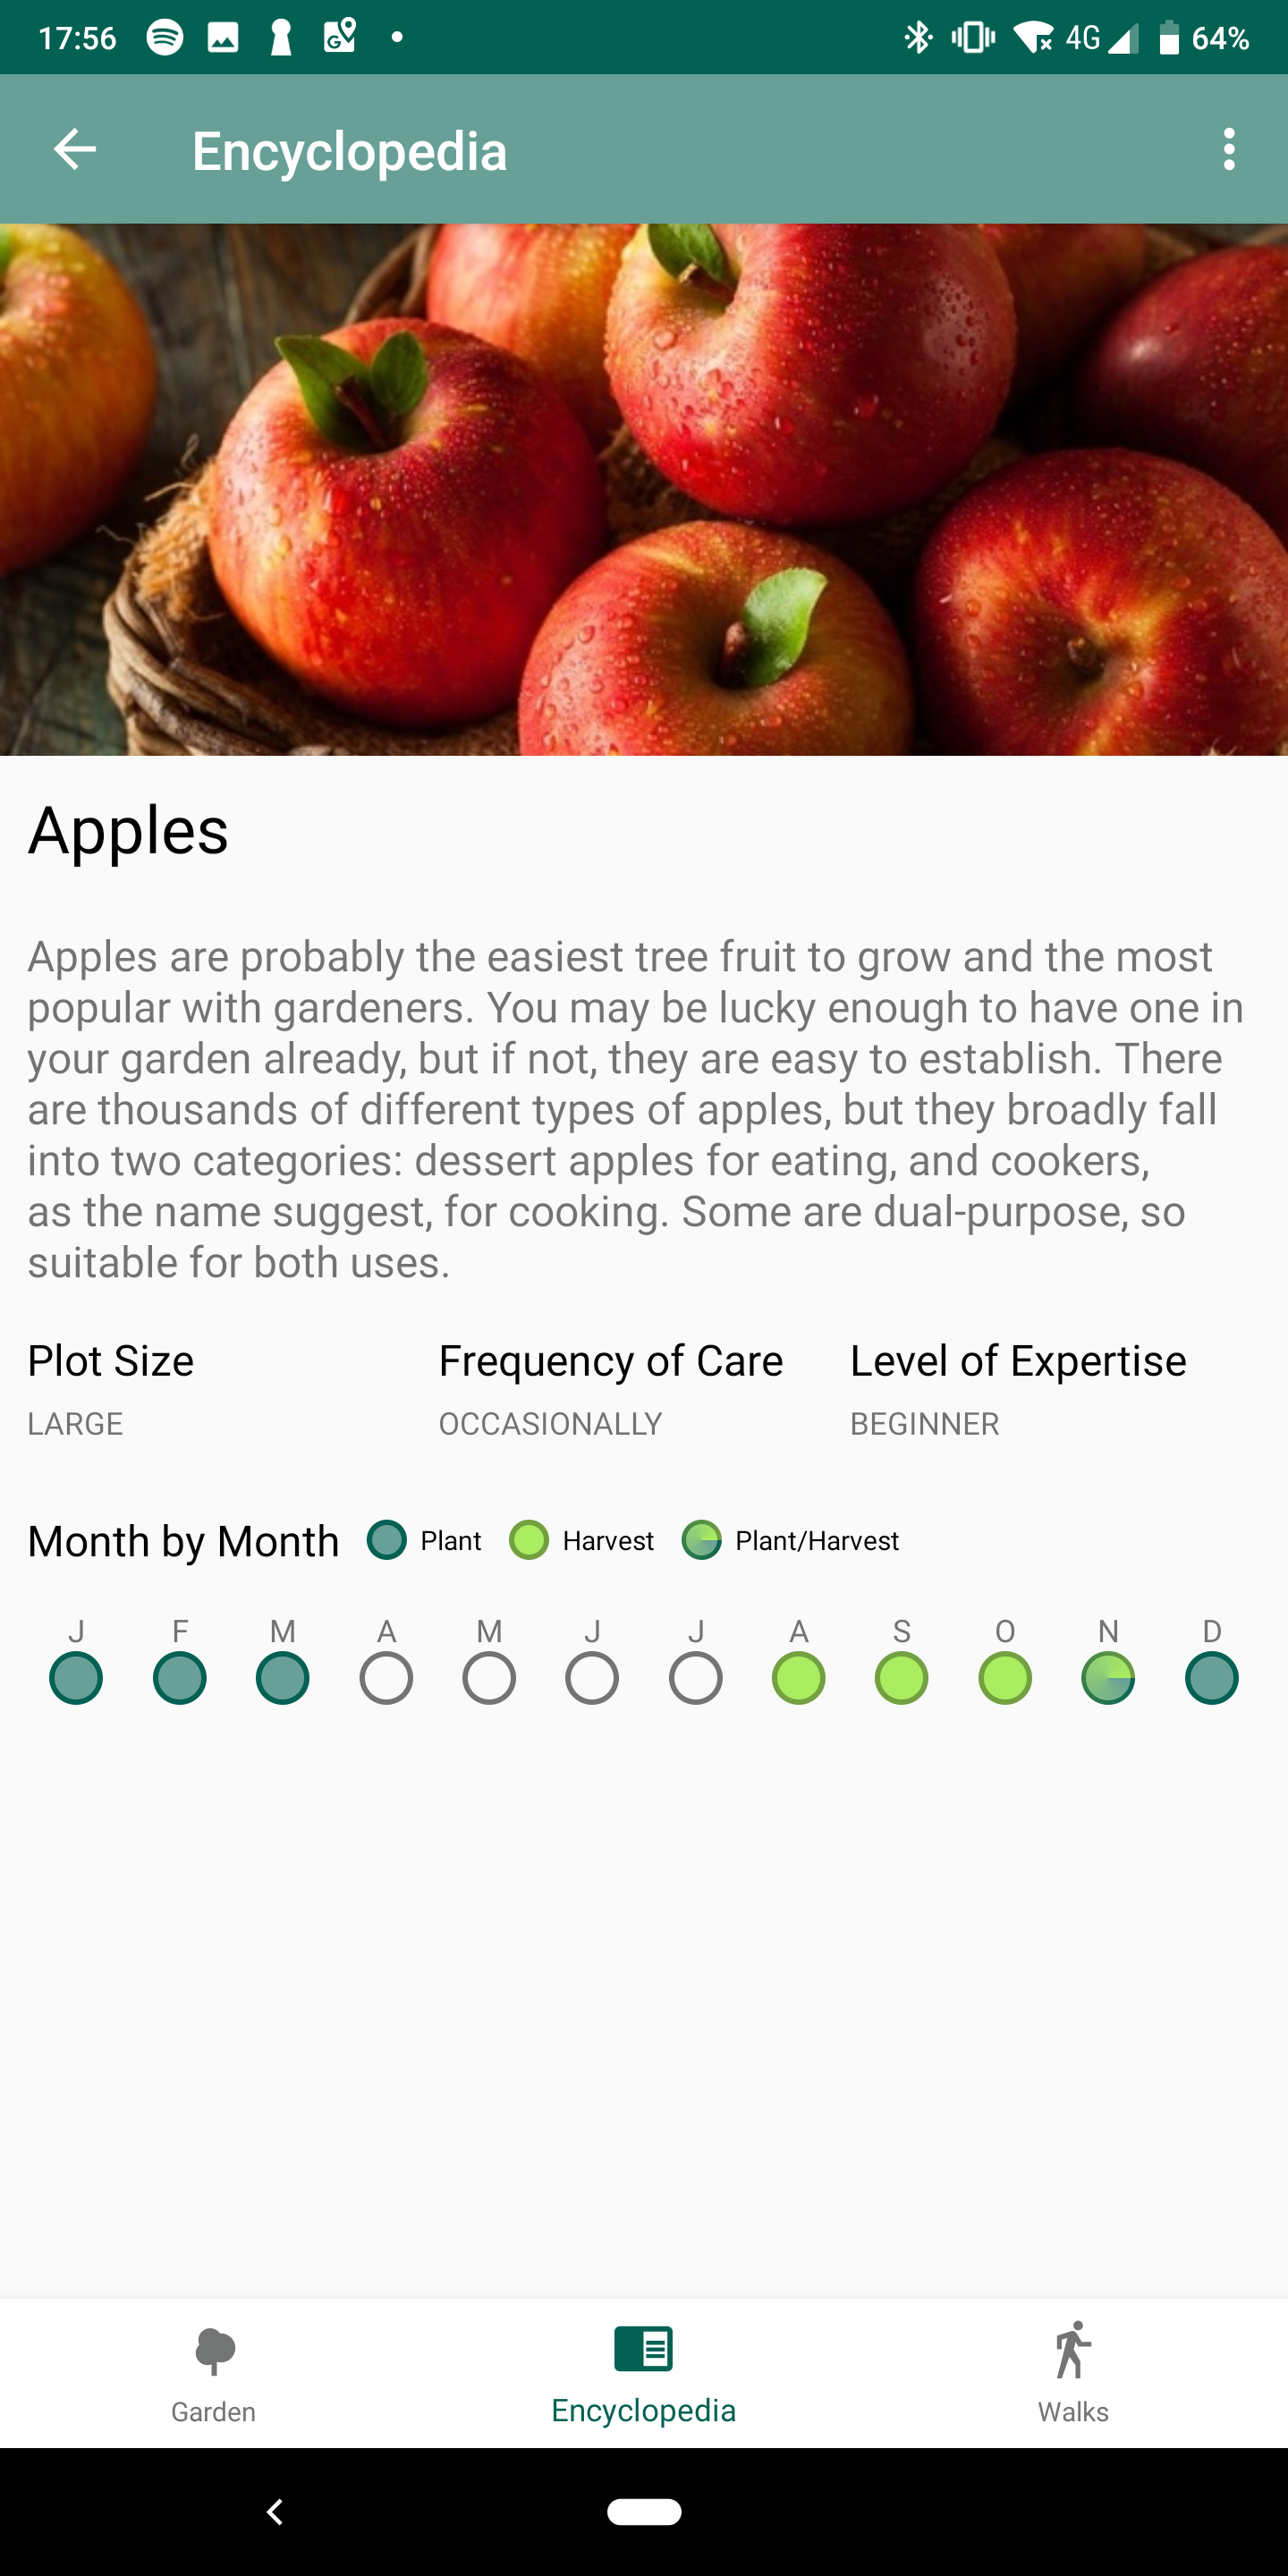 17:56 4G 64%
Encyclopedia
Apples
Apples are probably the easiest tree fruit to grow and the most
popular with gardeners. You may be lucky enough to have one in
your garden already, but if not, they are easy to establish. There
are thousands of different types of apples, but they broadly fall
into two categories: dessert apples for eating, and cookers,
as the name suggest, for cooking. Some are dual-purpose, so
suitable for both uses.
Plot Size Frequency of Care Level of Expertise
LARGE OCCASIONALLY BEGINNER
Month by Month Plant Harvest Plant/Harvest
J F M A M J J A S O N D
Garden Encyclopedia Walks